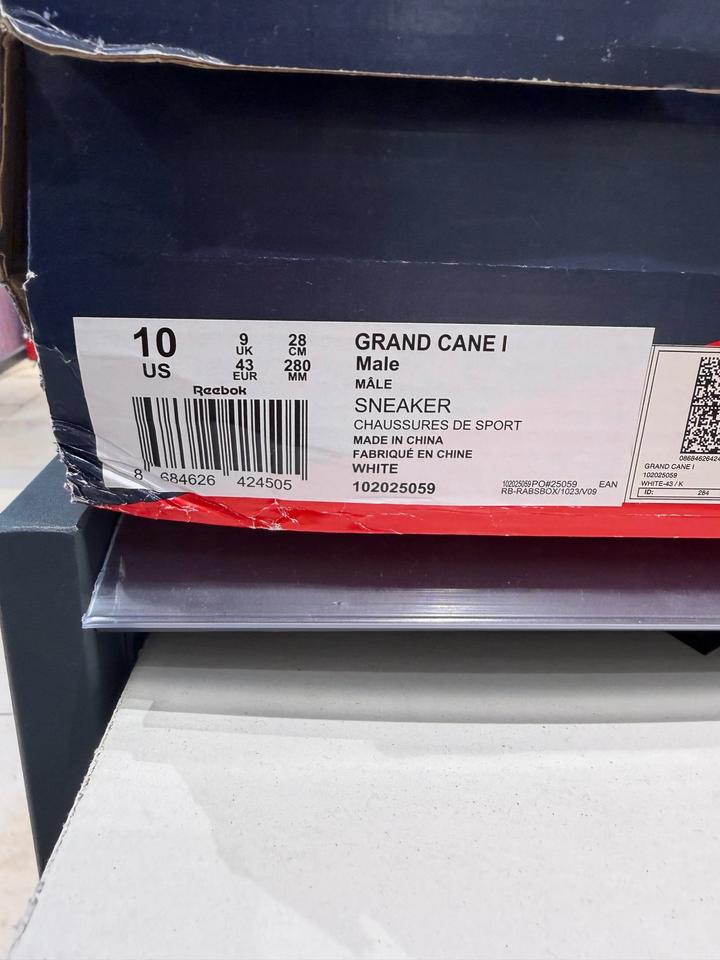 10 US
9 UK
28 CM
43 EUR
280 MM
Reebok
8 684626 424505
GRAND CANE I
Male
MÂLE
SNEAKER
CHAUSSURES DE SPORT
MADE IN CHINA
FABRIQUÉ EN CHINE
WHITE
102025059
102025059PO#25059 EAN
RB-RABSBOX/1023/V09
GRAND CANE I
102025059
WHITE-43 / K
ID: 284